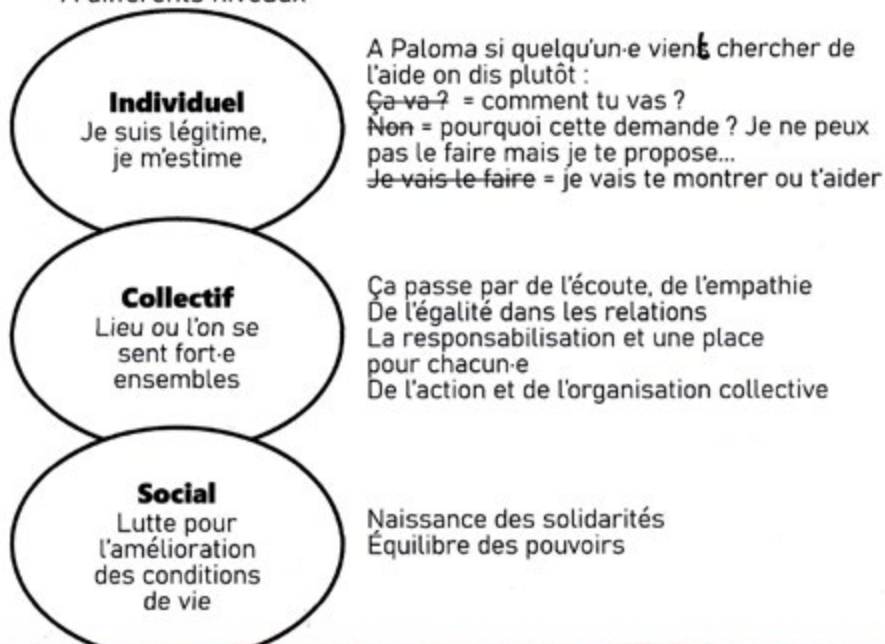 A différents niveaux
Individuel
Je suis légitime,
je m'estime
A Paloma si quelqu'un·e vient chercher de
l'aide on dis plutôt :
Ça va ? = comment tu vas ?
Non = pourquoi cette demande ? Je ne peux
pas le faire mais je te propose...
Je vais le faire = je vais te montrer ou t'aider
Collectif
Lieu ou l'on se
sent fort·e
ensembles
Ça passe par de l'écoute, de l'empathie
De l'égalité dans les relations
La responsabilisation et une place
pour chacun·e
De l'action et de l'organisation collective
Social
Lutte pour
l'amélioration
des conditions
de vie
Naissance des solidarités
Équilibre des pouvoirs